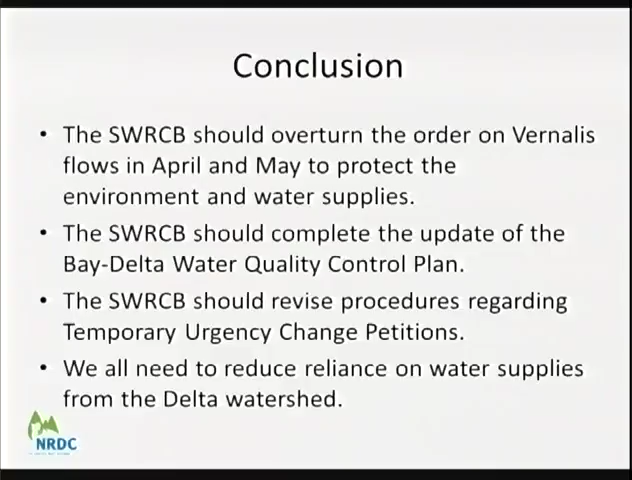 Conclusion
• The SWRCB should overturn the order on Vernalis
flows in April and May to protect the
environment and water supplies.
• The SWRCB should complete the update of the
Bay-Delta Water Quality Control Plan.
• The SWRCB should revise procedures regarding
Temporary Urgency Change Petitions.
• We all need to reduce reliance on water supplies
from the Delta watershed.
NRDC